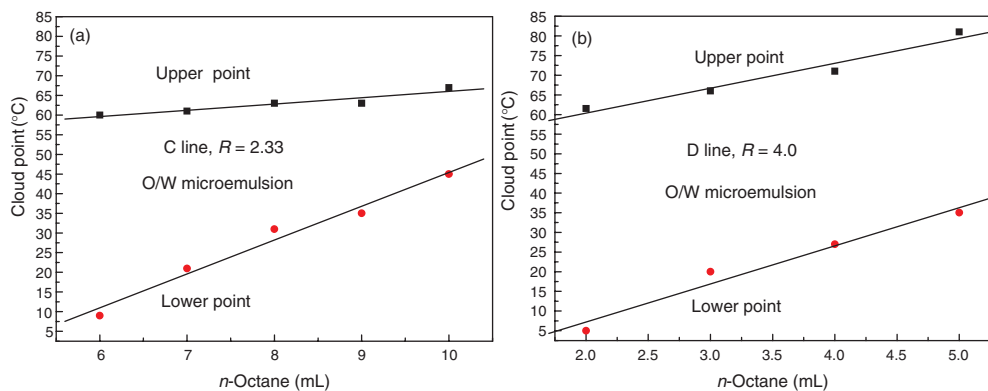 (a)
Upper point
C line, R = 2.33
O/W microemulsion
Lower point
Cloud point (°C)
85
80
75
70
65
60
55
50
45
40
35
30
25
20
15
10
5
6 7 8 9 10
n-Octane (mL)
(b)
Upper point
D line, R = 4.0
O/W microemulsion
Lower point
Cloud point (°C)
85
80
75
70
65
60
55
50
45
40
35
30
25
20
15
10
5
2.0 2.5 3.0 3.5 4.0 4.5 5.0
n-Octane (mL)